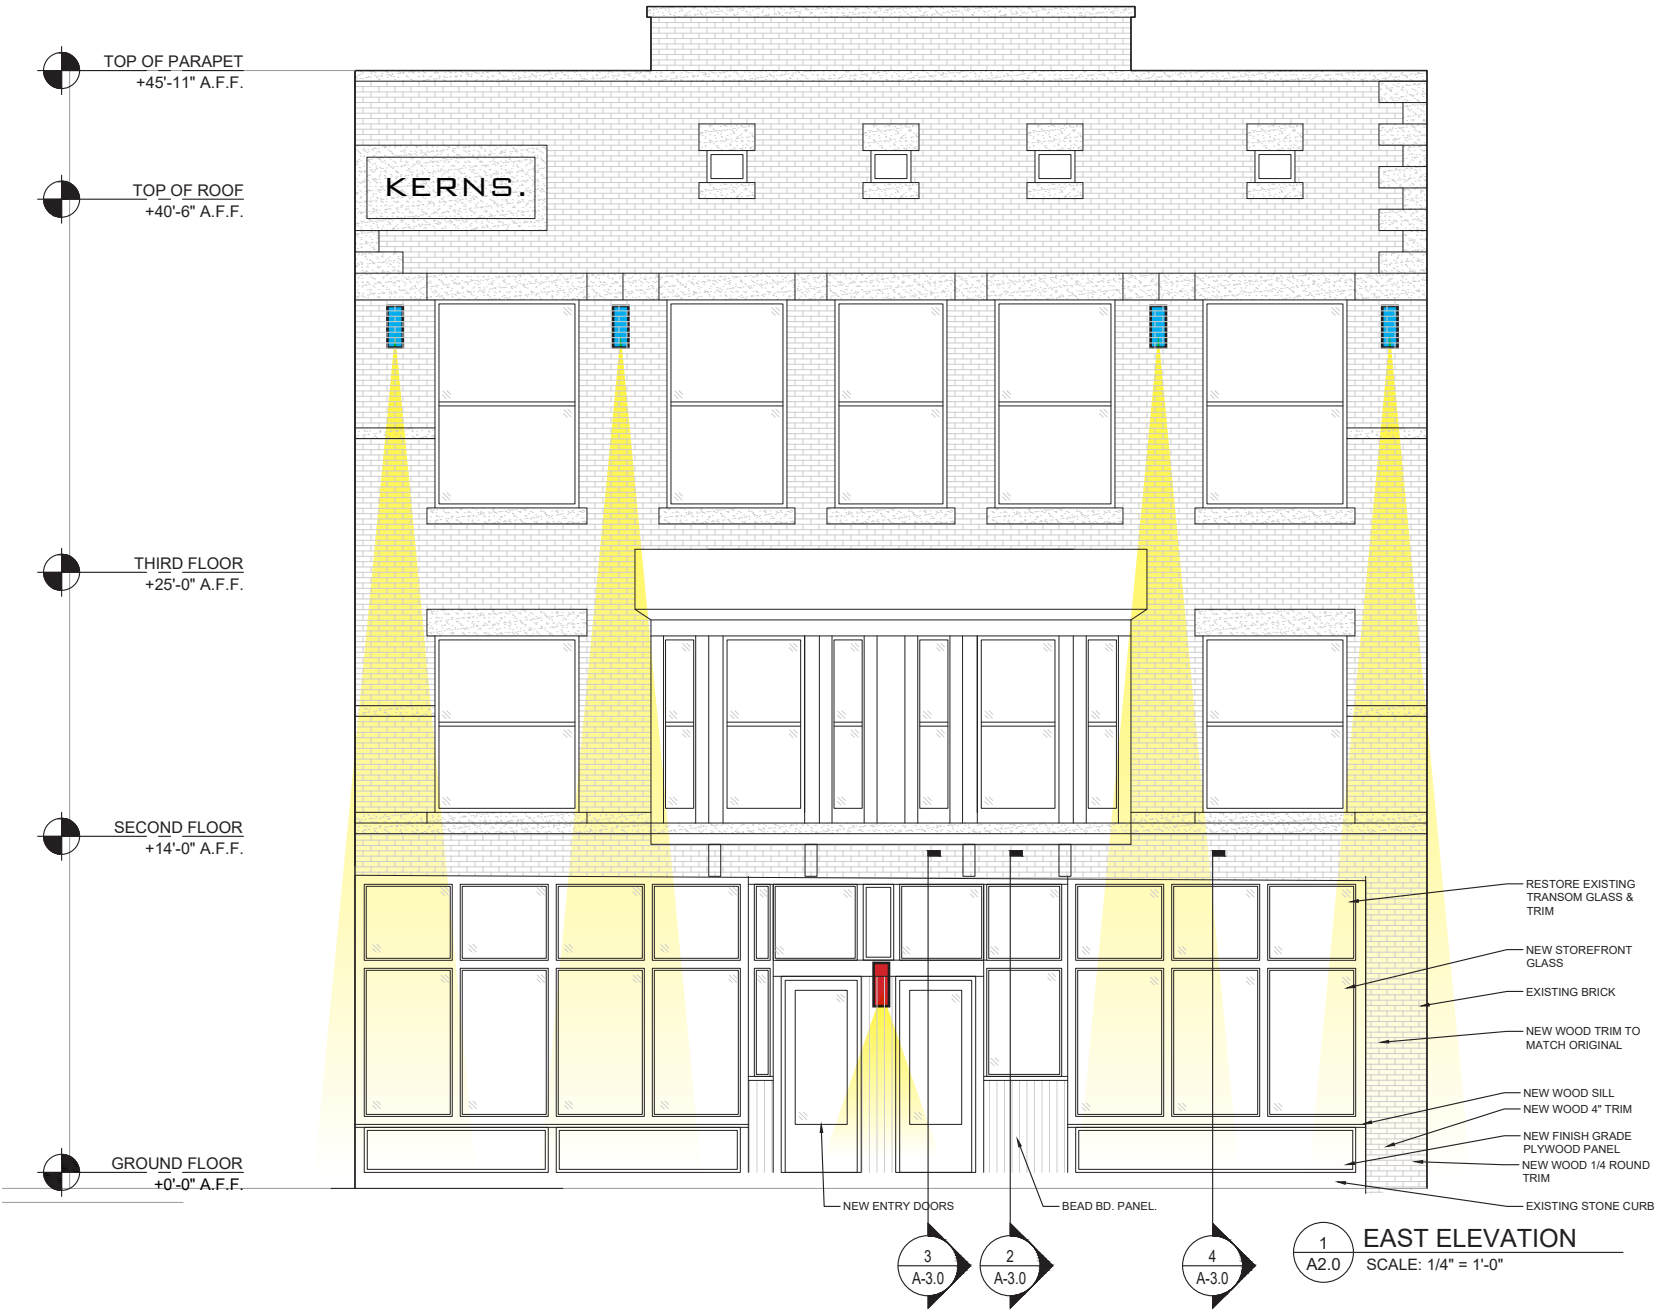 TOP OF PARAPET
+45'-11" A.F.F.
TOP OF ROOF
+40'-6" A.F.F.
KERNS.
THIRD FLOOR
+25'-0" A.F.F.
SECOND FLOOR
+14'-0" A.F.F.
GROUND FLOOR
+0'-0" A.F.F.
RESTORE EXISTING
TRANSOM GLASS &
TRIM
NEW STOREFRONT
GLASS
EXISTING BRICK
NEW WOOD TRIM TO
MATCH ORIGINAL
NEW WOOD SILL
NEW WOOD 4" TRIM
NEW FINISH GRADE
PLYWOOD PANEL
NEW WOOD 1/4 ROUND
TRIM
EXISTING STONE CURB
NEW ENTRY DOORS
BEAD BD. PANEL.
3
A-3.0
2
A-3.0
4
A-3.0
1
A2.0
EAST ELEVATION
SCALE: 1/4" = 1'-0"